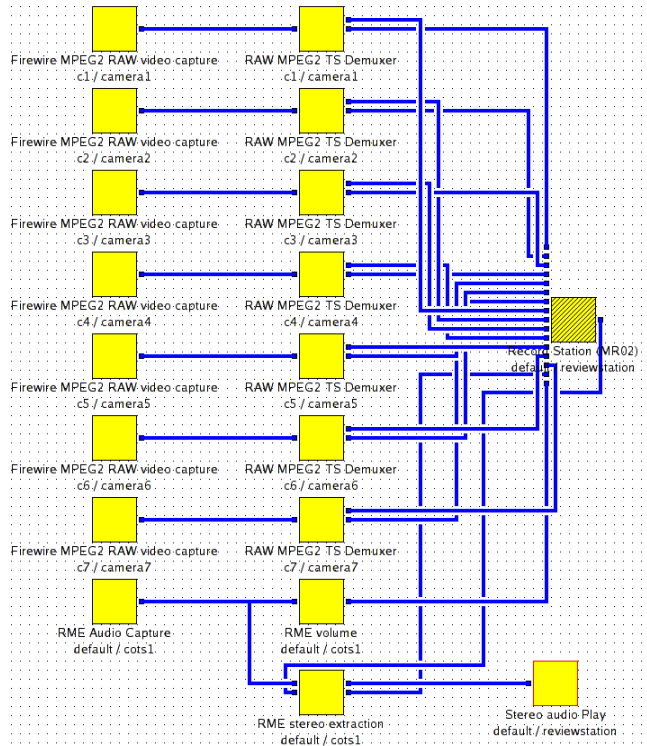 Firewire MPEG2 RAW video capture
c1 / camera1
RAW MPEG2 TS Demuxer
c1 / camera1
Firewire MPEG2 RAW video capture
c2 / camera2
RAW MPEG2 TS Demuxer
c2 / camera2
Firewire MPEG2 RAW video capture
c3 / camera3
RAW MPEG2 TS Demuxer
c3 / camera3
Firewire MPEG2 RAW video capture
c4 / camera4
RAW MPEG2 TS Demuxer
c4 / camera4
Record Station (MR02)
default / reviewstation
Firewire MPEG2 RAW video capture
c5 / camera5
RAW MPEG2 TS Demuxer
c5 / camera5
Firewire MPEG2 RAW video capture
c6 / camera6
RAW MPEG2 TS Demuxer
c6 / camera6
Firewire MPEG2 RAW video capture
c7 / camera7
RAW MPEG2 TS Demuxer
c7 / camera7
RME Audio Capture
default / cots1
RME volume
default / cots1
RME stereo extraction
default / cots1
Stereo audio Play
default / reviewstation